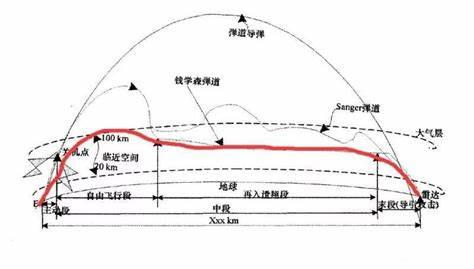 弹道导弹
钱学森弹道
Sanger弹道
100 km
大气层
关机点
临近空间
20 km
地球
雷达
主动段
自由飞行段
再入滑翔段
末段(导引攻击)
中段
Xxx km